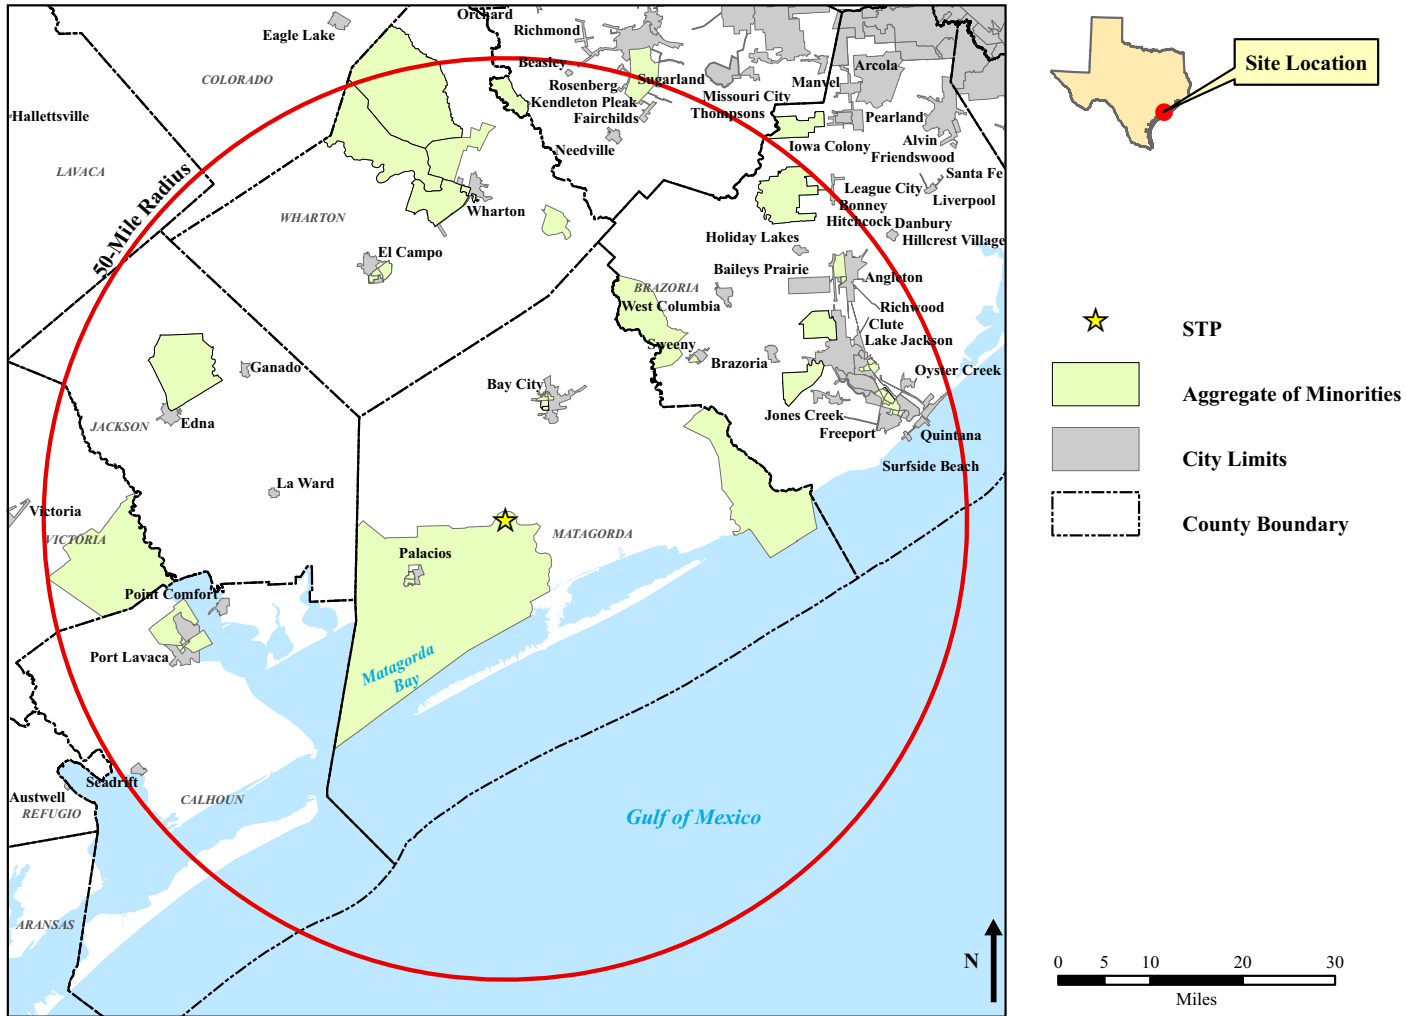 Orchard
Eagle Lake
Richmond
Beasley
COLORADO
Rosenberg
Sugarland
Arcola
Manvel
Missouri City
Kendleton Pleak
Thompsons
Hallettsville
Fairchilds
Pearland
Needville
Iowa Colony
Alvin
Friendswood
LAVACA
Santa Fe
50-Mile Radius
League City
Liverpool
Bonney
WHARTON
Wharton
Hitchcock
Danbury
Holiday Lakes
Hillcrest Village
El Campo
Baileys Prairie
Angleton
BRAZORIA
West Columbia
Richwood
Clute
Sweeny
Lake Jackson
Brazoria
Ganado
Oyster Creek
Bay City
Jones Creek
Edna
JACKSON
Freeport
Quintana
Surfside Beach
La Ward
Victoria
VICTORIA
MATAGORDA
Palacios
Point Comfort
Port Lavaca
Matagorda
Bay
Seadrift
Austwell
REFUGIO
CALHOUN
Gulf of Mexico
ARANSAS
N
Site Location
STP
Aggregate of Minorities
City Limits
County Boundary
0 5 10 20 30
Miles